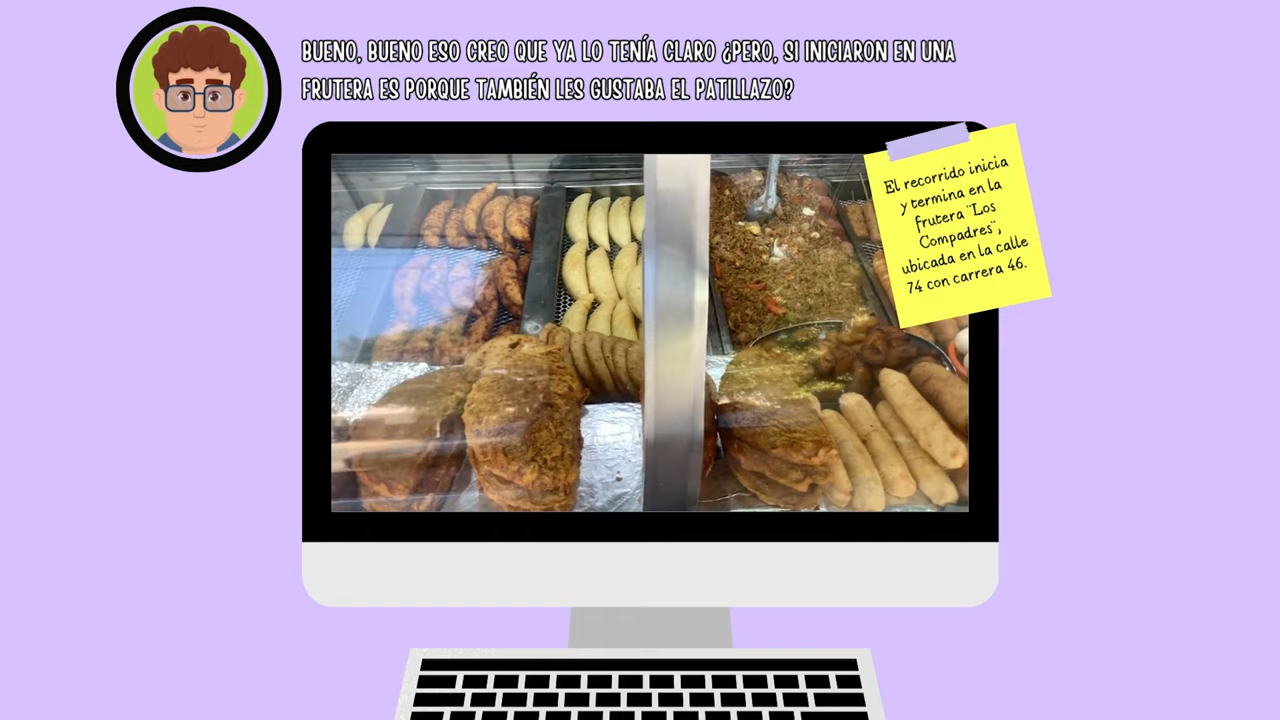 BUENO, BUENO ESO CREO QUE YA LO TENÍA CLARO ¿PERO, SI INICIARON EN UNA
FRUTERA ES PORQUE TAMBIÉN LES GUSTABA EL PATILLAZO?
El recorrido inicia
y termina en la
frutera "Los
Compadres",
ubicada en la calle
74 con carrera 46.